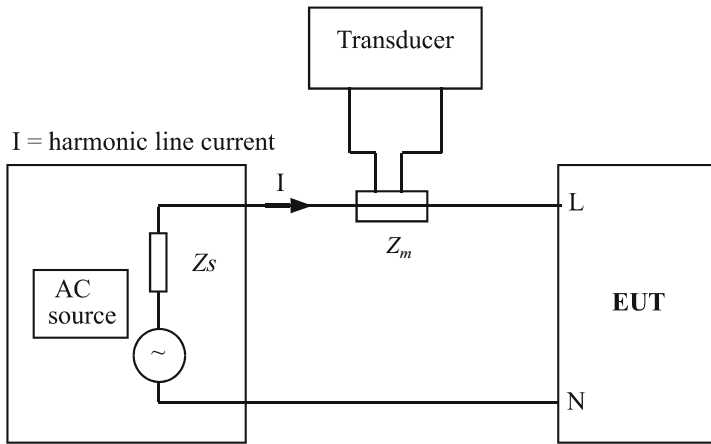 Transducer
I = harmonic line current
I
L
Zm
Zs
AC
source
EUT
~
N